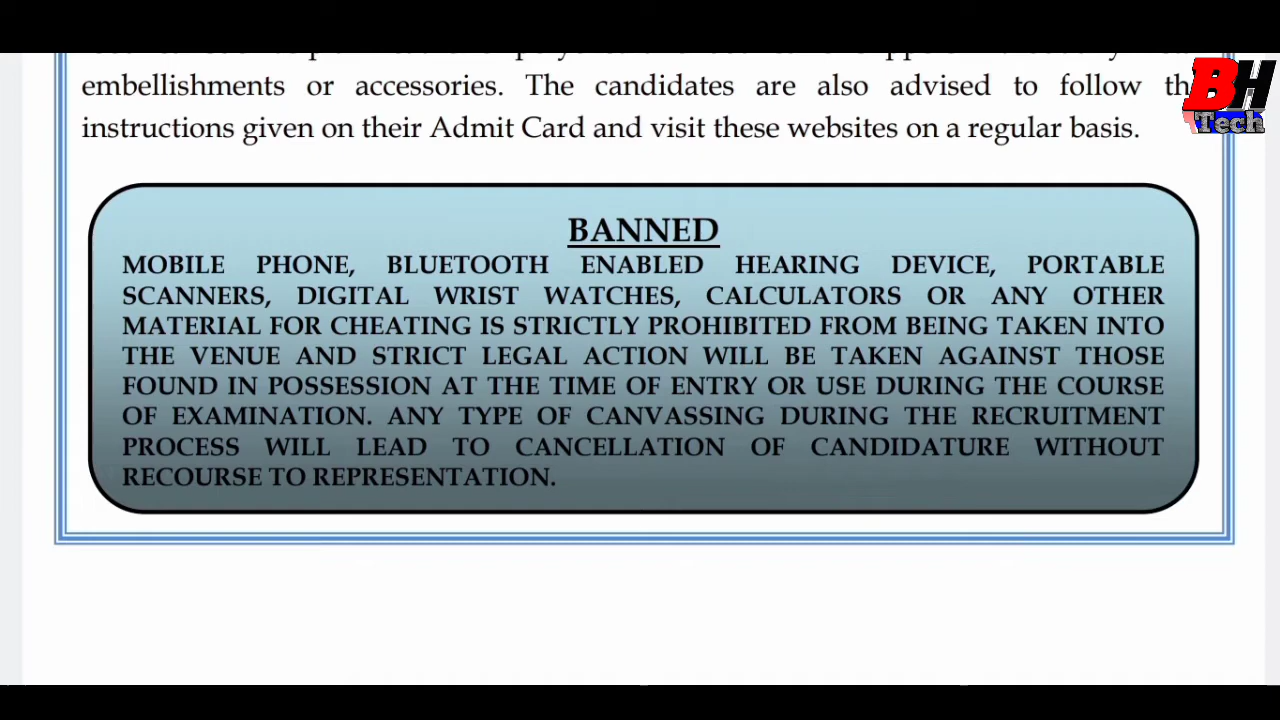 embellishments or accessories. The candidates are also advised to follow
instructions given on their Admit Card and visit these websites on a regular basis.
BH
Tech
BANNED
MOBILE PHONE, BLUETOOTH ENABLED HEARING DEVICE, PORTABLE
SCANNERS, DIGITAL WRIST WATCHES, CALCULATORS OR ANY OTHER
MATERIAL FOR CHEATING IS STRICTLY PROHIBITED FROM BEING TAKEN INTO
THE VENUE AND STRICT LEGAL ACTION WILL BE TAKEN AGAINST THOSE
FOUND IN POSSESSION AT THE TIME OF ENTRY OR USE DURING THE COURSE
OF EXAMINATION. ANY TYPE OF CANVASSING DURING THE RECRUITMENT
PROCESS WILL LEAD TO CANCELLATION OF CANDIDATURE WITHOUT
RECOURSE TO REPRESENTATION.